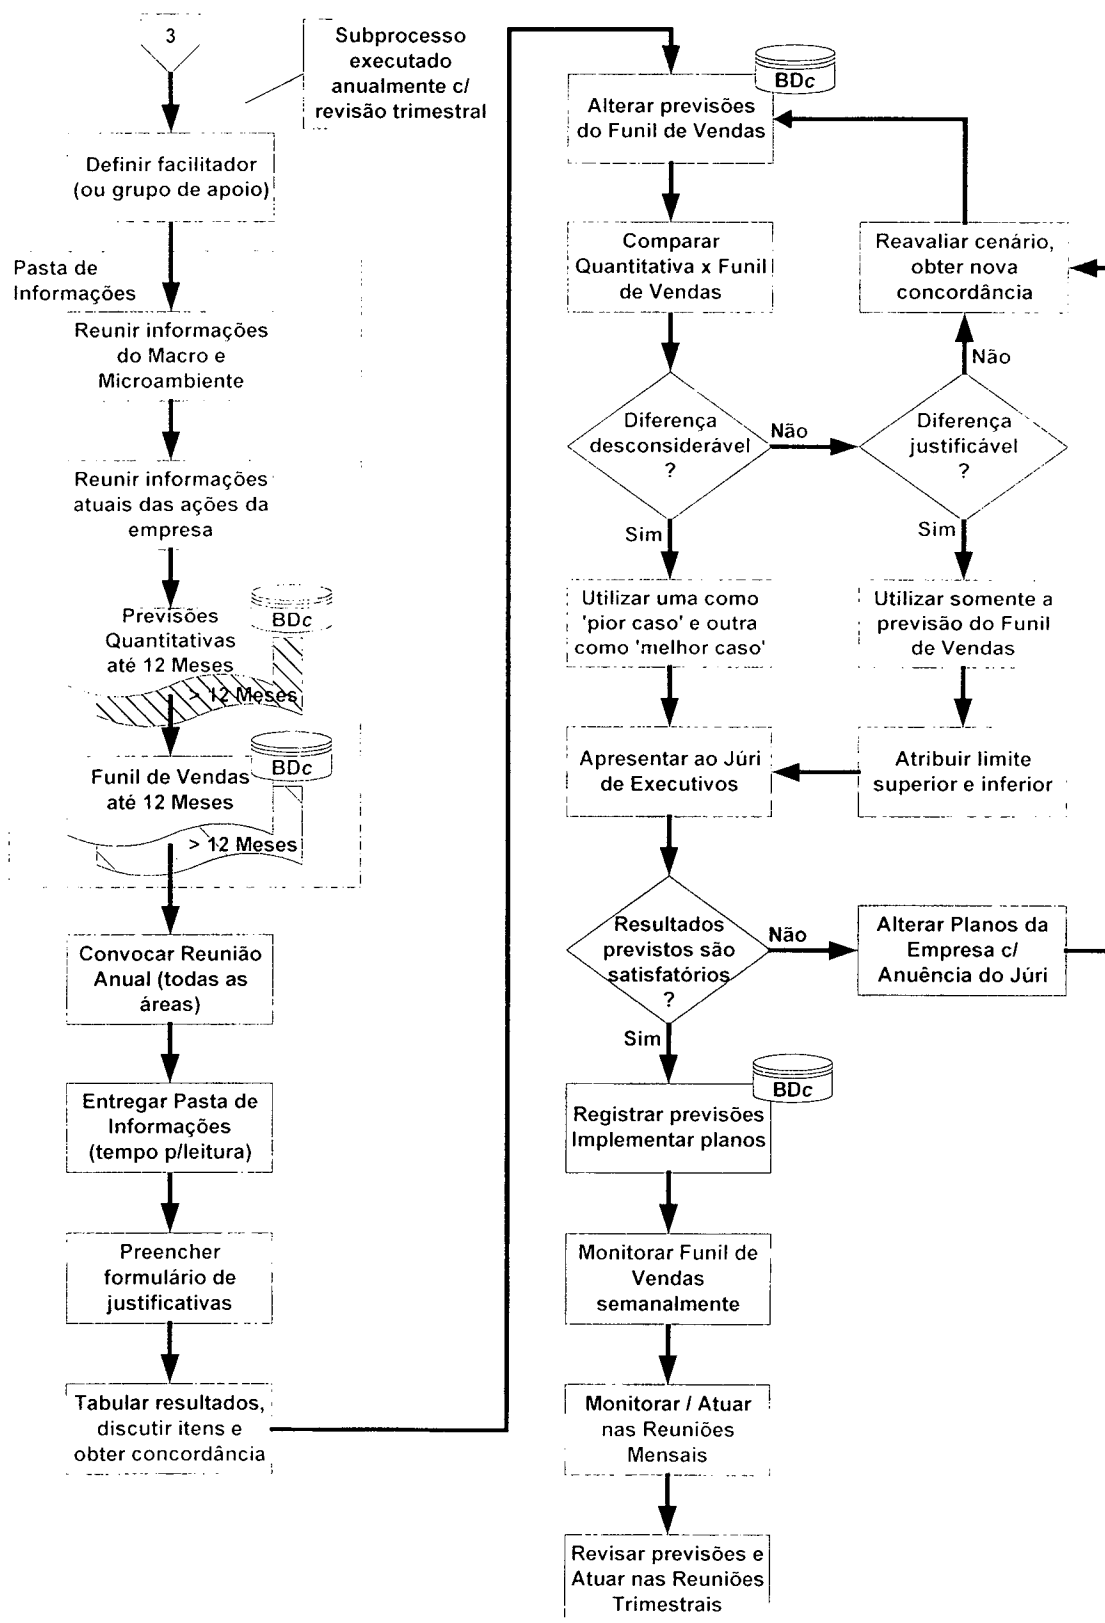 3
Subprocesso
executado
anualmente c/
revisão trimestral
Definir facilitador
(ou grupo de apoio)
Pasta de
Informações
Reunir informações
do Macro e
Microambiente
Reunir informações
atuais das ações da
empresa
BDc
Previsões
Quantitativas
até 12 Meses
> 12 Meses
BDc
Funil de Vendas
até 12 Meses
> 12 Meses
Convocar Reunião
Anual (todas as
áreas)
Entregar Pasta de
Informações
(tempo p/leitura)
Preencher
formulário de
justificativas
Tabular resultados,
discutir itens e
obter concordância
BDc
Alterar previsões
do Funil de Vendas
Comparar
Quantitativa x Funil
de Vendas
Reavaliar cenário,
obter nova
concordância
Não
Diferença
desconsiderável
?
Não
Diferença
justificável
?
Sim
Sim
Utilizar uma como
'pior caso' e outra
como 'melhor caso'
Utilizar somente a
previsão do Funil
de Vendas
Apresentar ao Júri
de Executivos
Atribuir limite
superior e inferior
Resultados
previstos são
satisfatórios
?
Não
Alterar Planos da
Empresa c/
Anuência do Júri
Sim
BDc
Registrar previsões
Implementar planos
Monitorar Funil de
Vendas
semanalmente
Monitorar / Atuar
nas Reuniões
Mensais
Revisar previsões e
Atuar nas Reuniões
Trimestrais